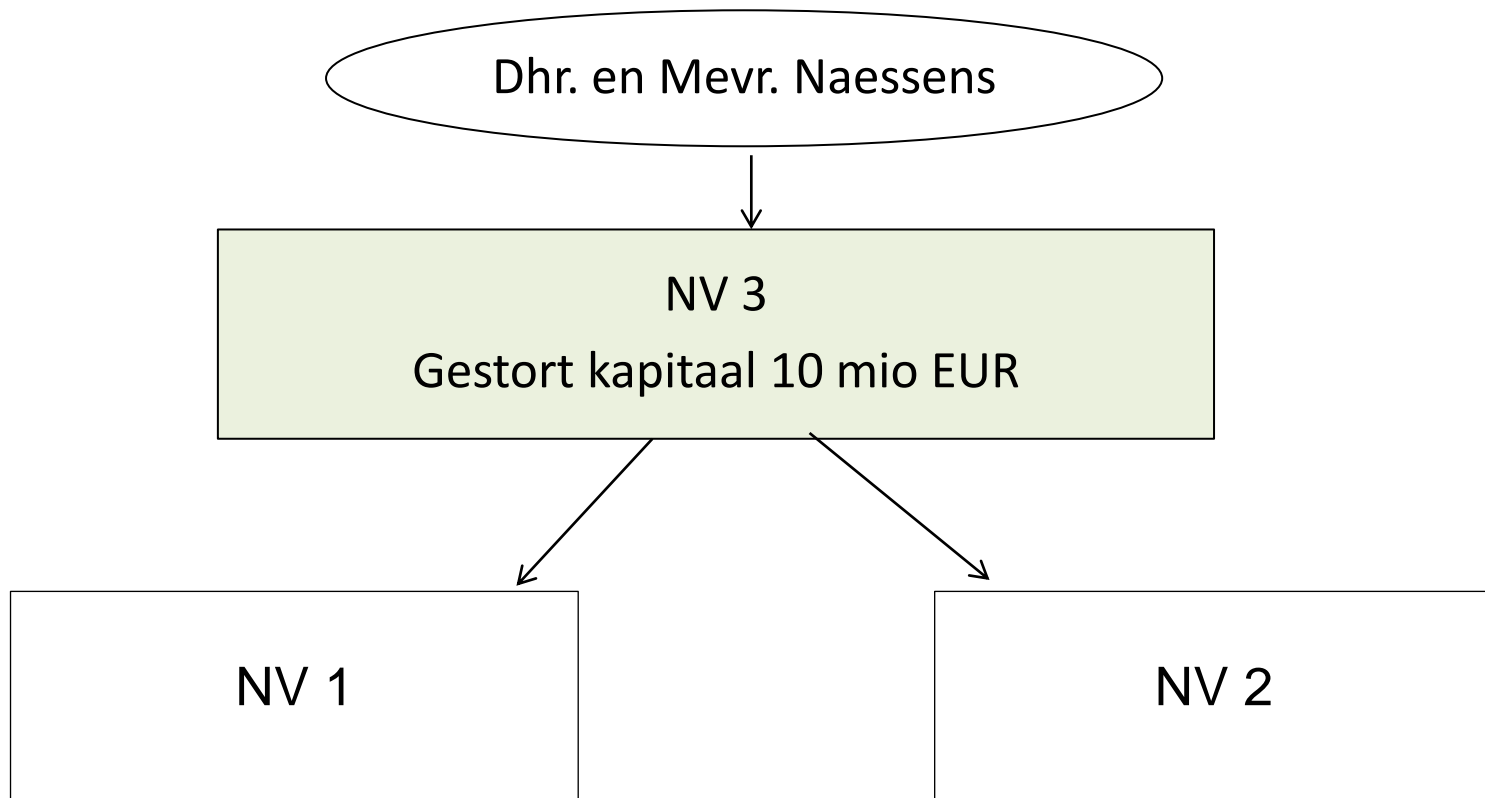 Dhr. en Mevr. Naessens
NV 3
Gestort kapitaal 10 mio EUR
NV 1
NV 2